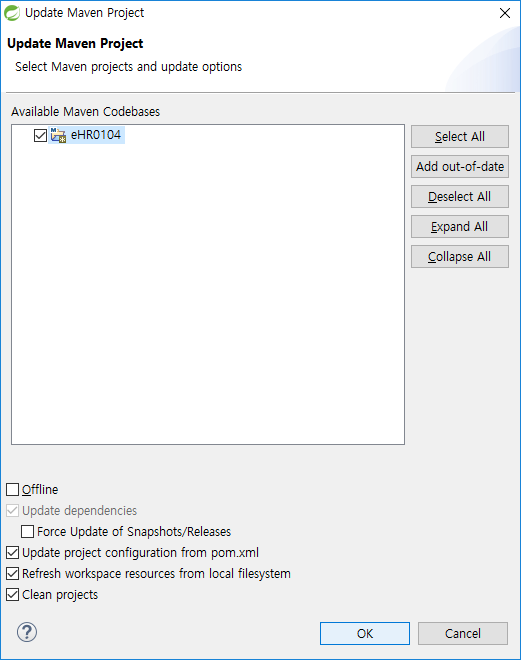 Update Maven Project
Update Maven Project
Select Maven projects and update options
Available Maven Codebases
eHR0104
Select All
Add out-of-date
Deselect All
Expand All
Collapse All
Offline
Update dependencies
Force Update of Snapshots/Releases
Update project configuration from pom.xml
Refresh workspace resources from local filesystem
Clean projects
?
OK
Cancel